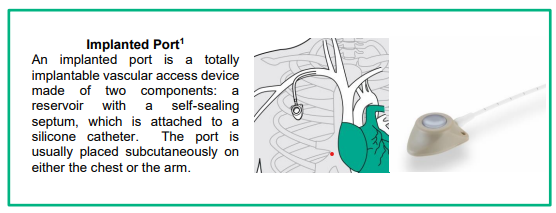 Implanted Port1
An implanted port is a totally
implantable vascular access device
made of two components: a
reservoir with a self-sealing
septum, which is attached to a
silicone catheter. The port is
usually placed subcutaneously on
either the chest or the arm.